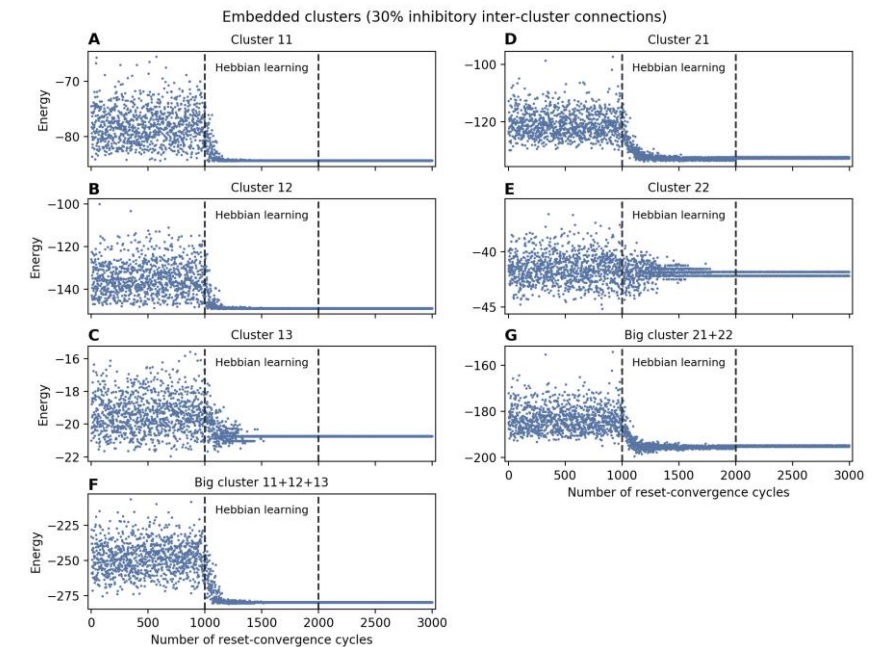 Embedded clusters (30% inhibitory inter-cluster connections)
A
Cluster 11
Hebbian learning
Energy
−70
−80
B
Cluster 12
Hebbian learning
Energy
−100
−120
−140
C
Cluster 13
Hebbian learning
Energy
−16
−18
−20
−22
F
Big cluster 11+12+13
Hebbian learning
Energy
−225
−250
−275
0 500 1000 1500 2000 2500 3000
Number of reset-convergence cycles
D
Cluster 21
Hebbian learning
−100
−120
E
Cluster 22
Hebbian learning
−40
−45
G
Big cluster 21+22
Hebbian learning
−160
−180
−200
0 500 1000 1500 2000 2500 3000
Number of reset-convergence cycles